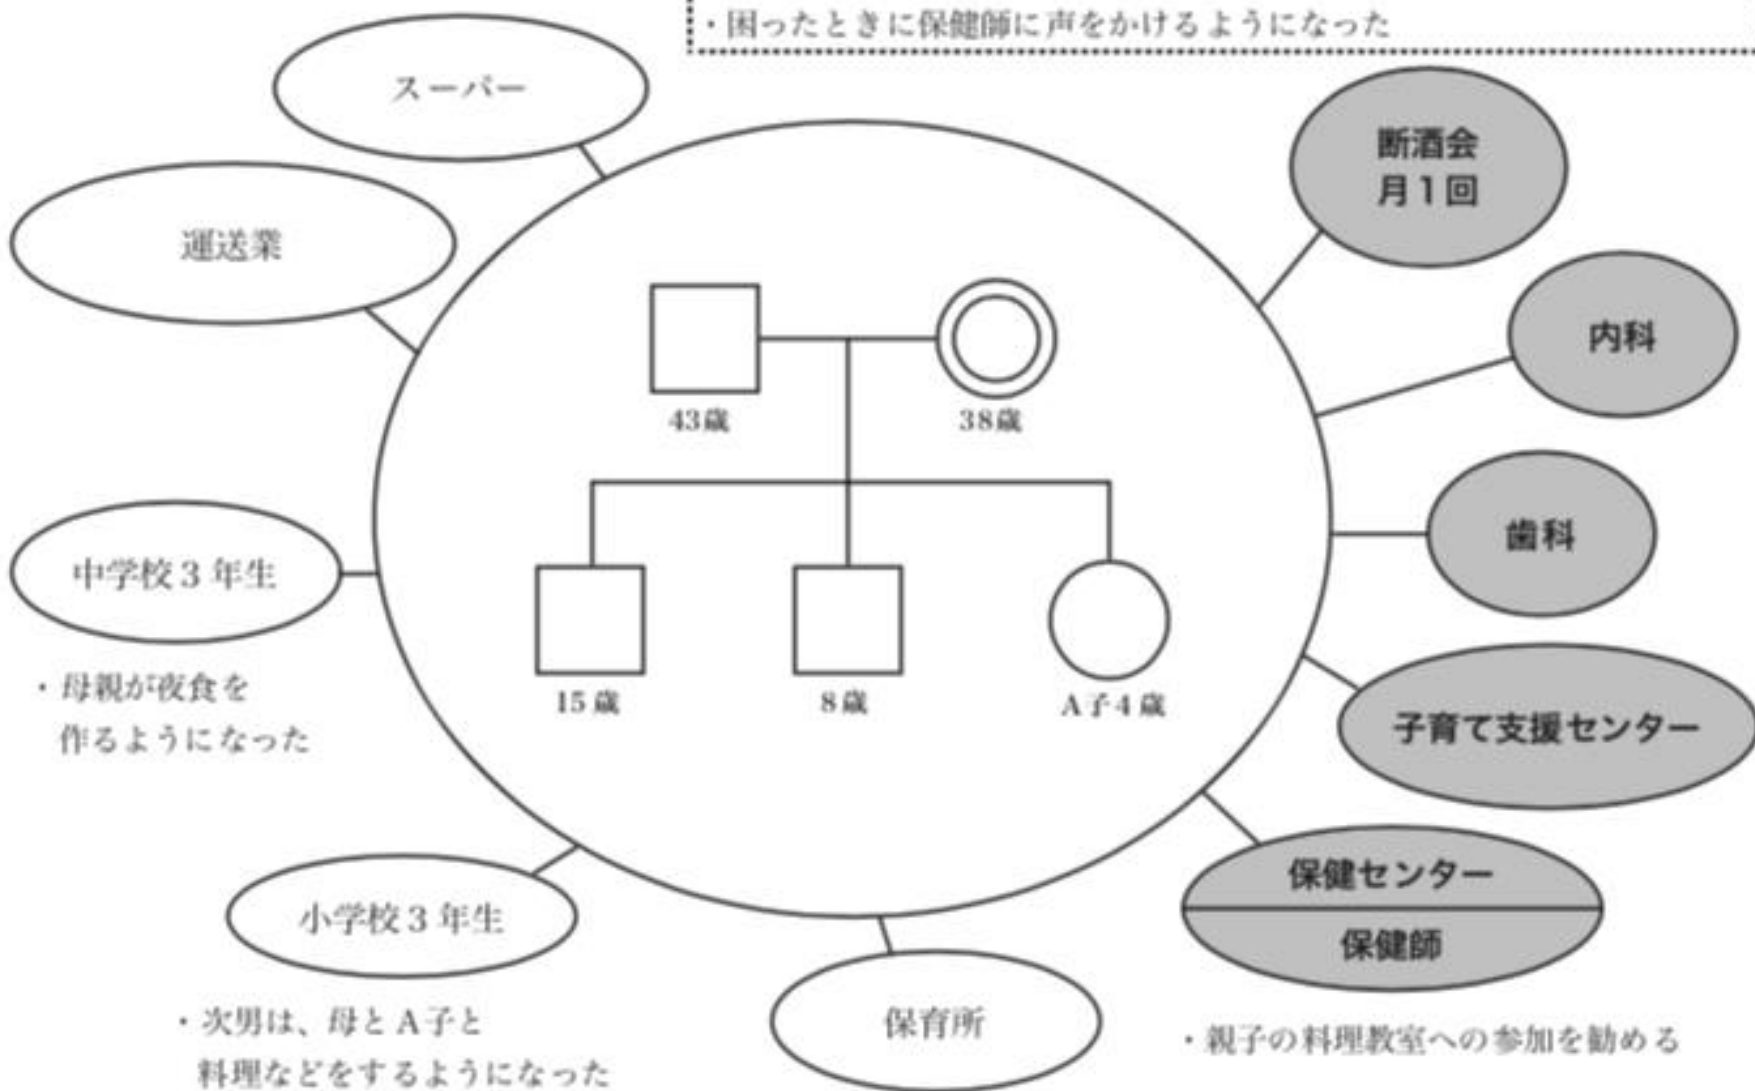 ・困ったときに保健師に声をかけるようになった
スーパー
断酒会
月1回
運送業
内科
43歳
38歳
歯科
中学校3年生
・母親が夜食を
作るようになった
15歳
8歳
A子4歳
子育て支援センター
保健センター
保健師
小学校3年生
・次男は、母とA子と
料理などをするようになった
保育所
・親子の料理教室への参加を勧める